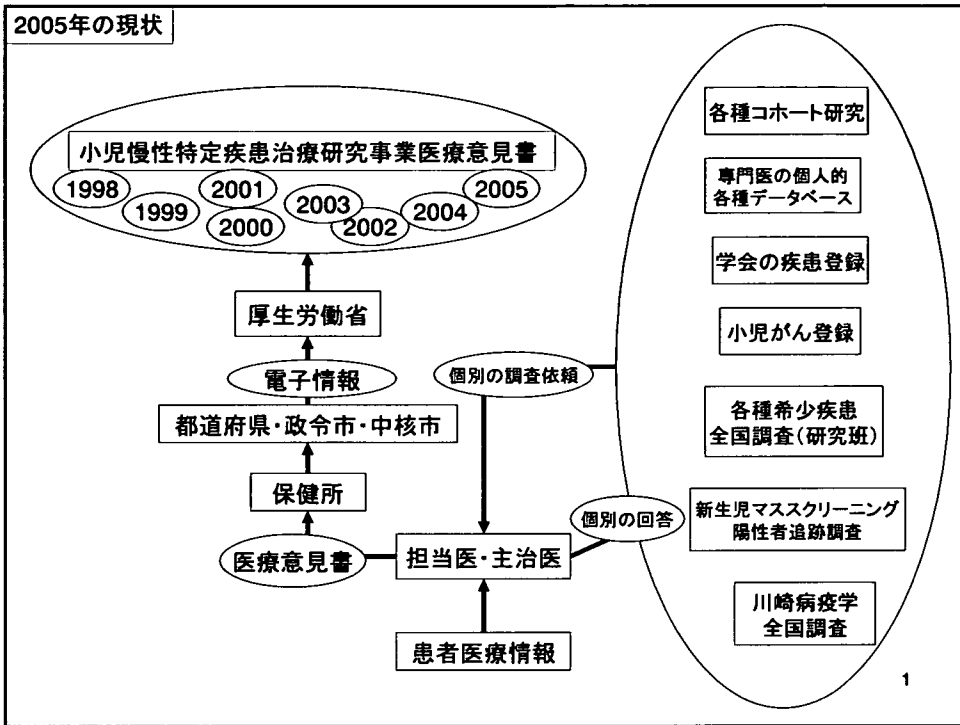 2005年の現状
小児慢性特定疾患治療研究事業医療意見書
1998
1999
2001
2000
2003
2002
2004
2005
厚生労働省
電子情報
都道府県・政令市・中核市
保健所
医療意見書
個別の調査依頼
個別の回答
担当医・主治医
患者医療情報
各種コホート研究
専門医の個人的
各種データベース
学会の疾患登録
小児がん登録
各種希少疾患
全国調査(研究班)
新生児マススクリーニング
陽性者追跡調査
川崎病疫学
全国調査
1